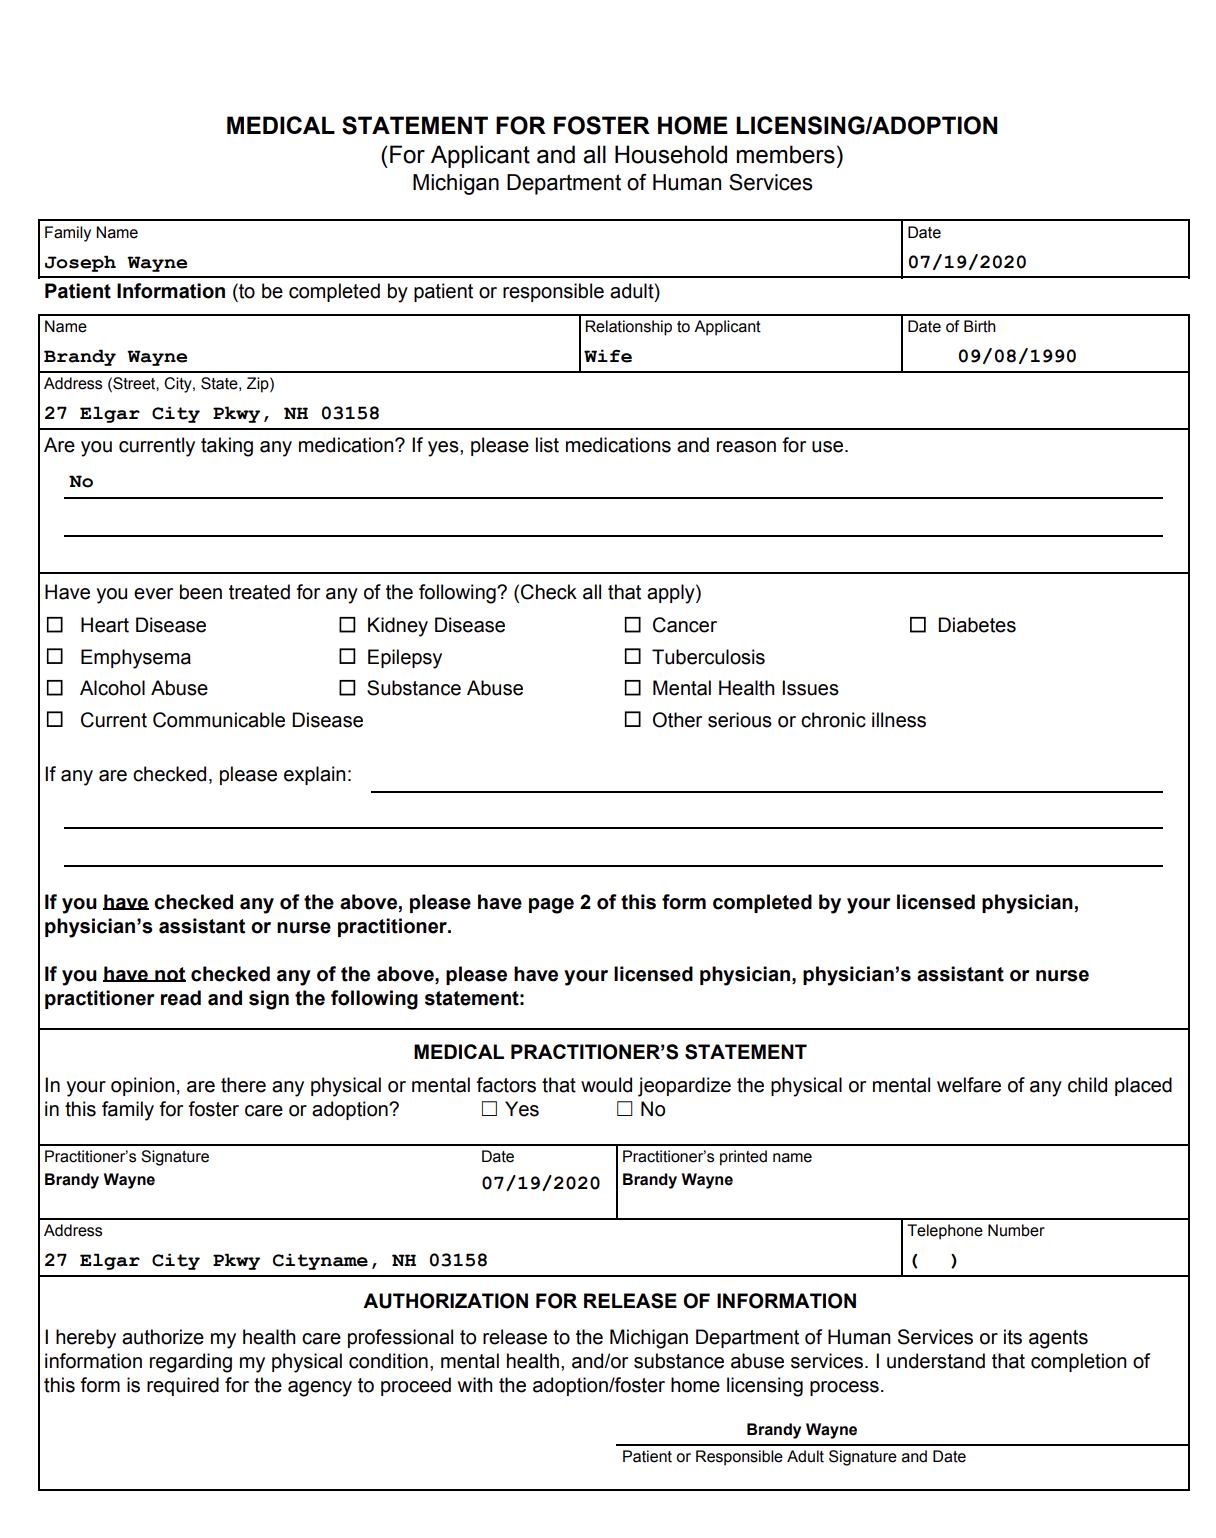 MEDICAL STATEMENT FOR FOSTER HOME LICENSING/ADOPTION
(For Applicant and all Household members)
Michigan Department of Human Services
Family Name
Date
Joseph Wayne
07/19/2020
Patient Information (to be completed by patient or responsible adult)
Name
Relationship to Applicant
Date of Birth
Brandy Wayne
Wife
09/08/1990
Address (Street, City, State, Zip)
27 Elgar City Pkwy, NH 03158
Are you currently taking any medication? If yes, please list medications and reason for use.
No
Have you ever been treated for any of the following? (Check all that apply)
☐ Heart Disease ☐ Kidney Disease ☐ Cancer ☐ Diabetes
☐ Emphysema ☐ Epilepsy ☐ Tuberculosis
☐ Alcohol Abuse ☐ Substance Abuse ☐ Mental Health Issues
☐ Current Communicable Disease ☐ Other serious or chronic illness
If any are checked, please explain:
If you have checked any of the above, please have page 2 of this form completed by your licensed physician,
physician’s assistant or nurse practitioner.
If you have not checked any of the above, please have your licensed physician, physician’s assistant or nurse
practitioner read and sign the following statement:
MEDICAL PRACTITIONER’S STATEMENT
In your opinion, are there any physical or mental factors that would jeopardize the physical or mental welfare of any child placed
in this family for foster care or adoption? ☐ Yes ☐ No
Practitioner’s Signature
Date
Practitioner’s printed name
Brandy Wayne
07/19/2020
Brandy Wayne
Address
Telephone Number
27 Elgar City Pkwy Cityname, NH 03158
( )
AUTHORIZATION FOR RELEASE OF INFORMATION
I hereby authorize my health care professional to release to the Michigan Department of Human Services or its agents
information regarding my physical condition, mental health, and/or substance abuse services. I understand that completion of
this form is required for the agency to proceed with the adoption/foster home licensing process.
Brandy Wayne
Patient or Responsible Adult Signature and Date